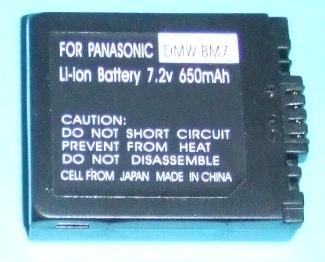 FOR PANASONIC DMW-BM7
Li-Ion Battery 7.2v 650mAh
CAUTION:
DO NOT SHORT CIRCUIT
PREVENT FROM HEAT
DO NOT DISASSEMBLE
CELL FROM JAPAN MADE IN CHINA